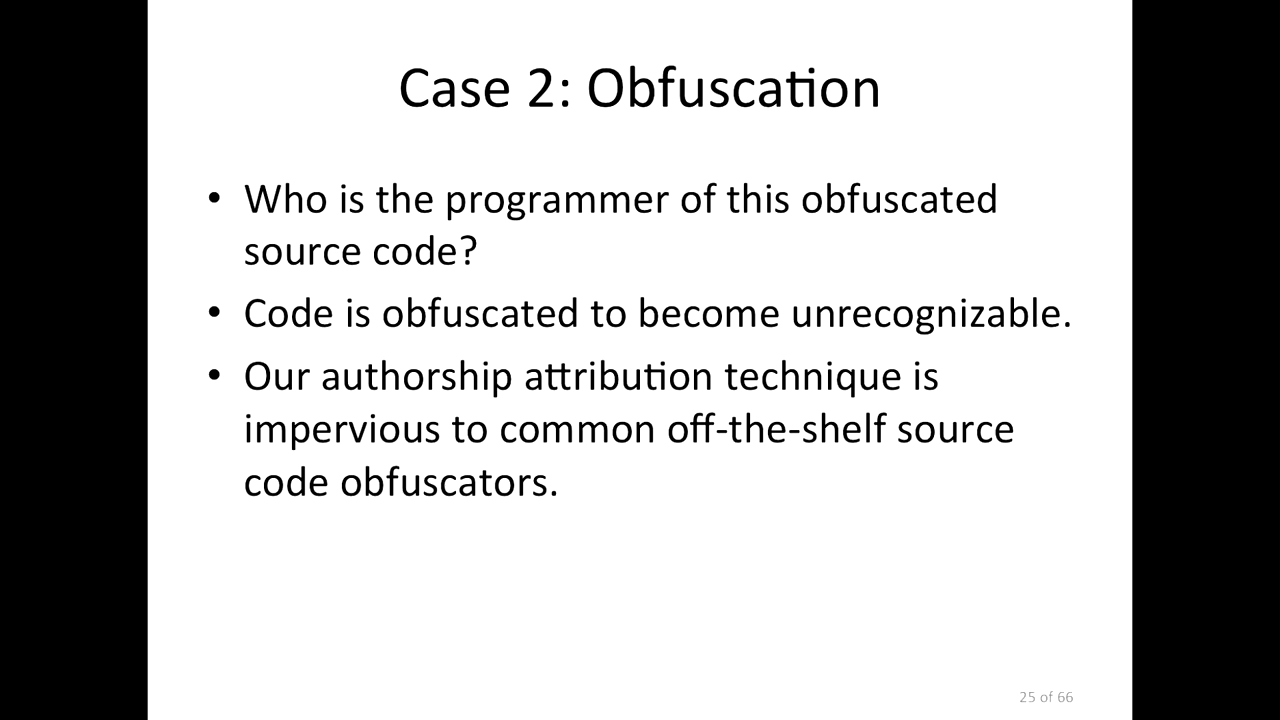 Case 2: Obfuscation
• Who is the programmer of this obfuscated
source code?
• Code is obfuscated to become unrecognizable.
• Our authorship attribution technique is
impervious to common off-the-shelf source
code obfuscators.
25 of 66